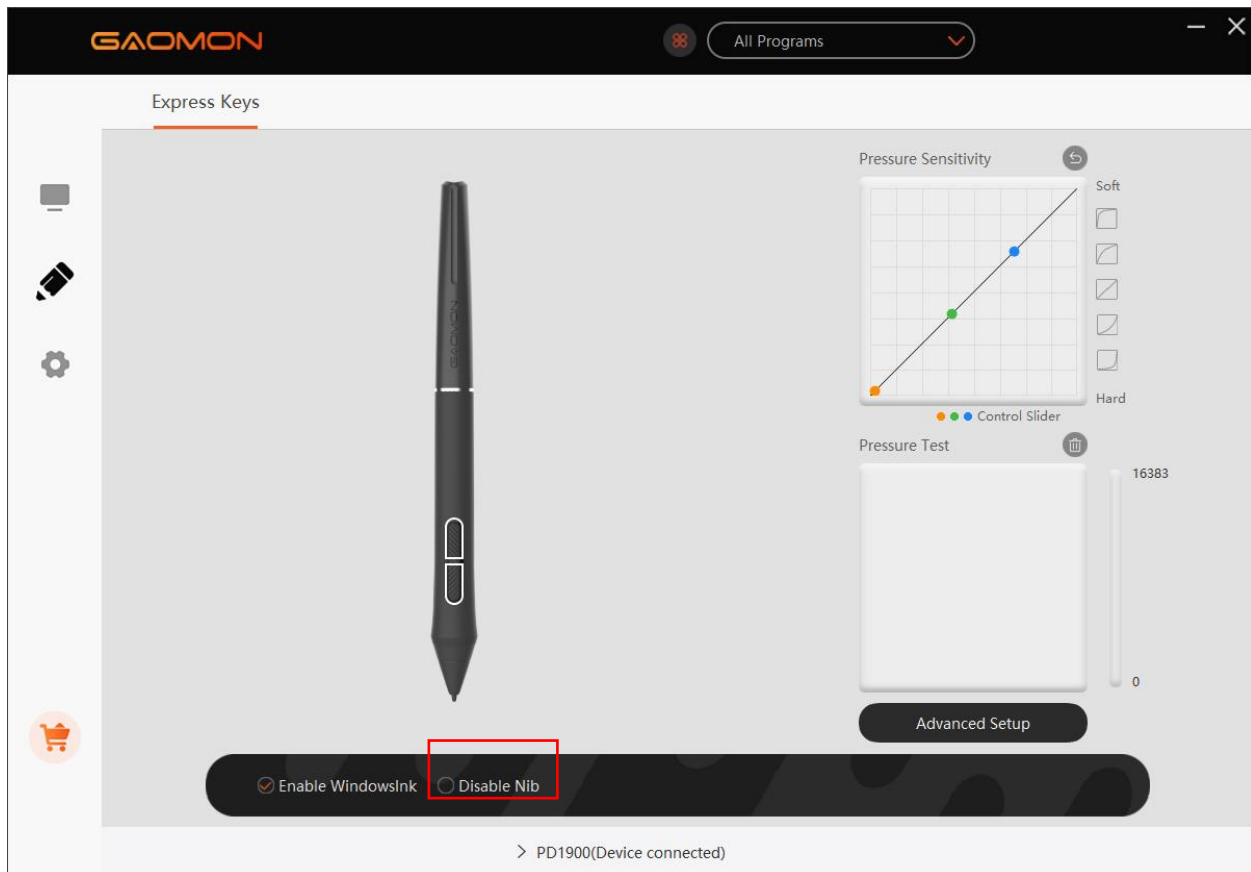 GAOMON
All Programs
Express Keys
Pressure Sensitivity
Soft
GAOMON
Hard
Control Slider
Pressure Test
16383
0
Advanced Setup
Enable WindowsInk
Disable Nib
PD1900(Device connected)